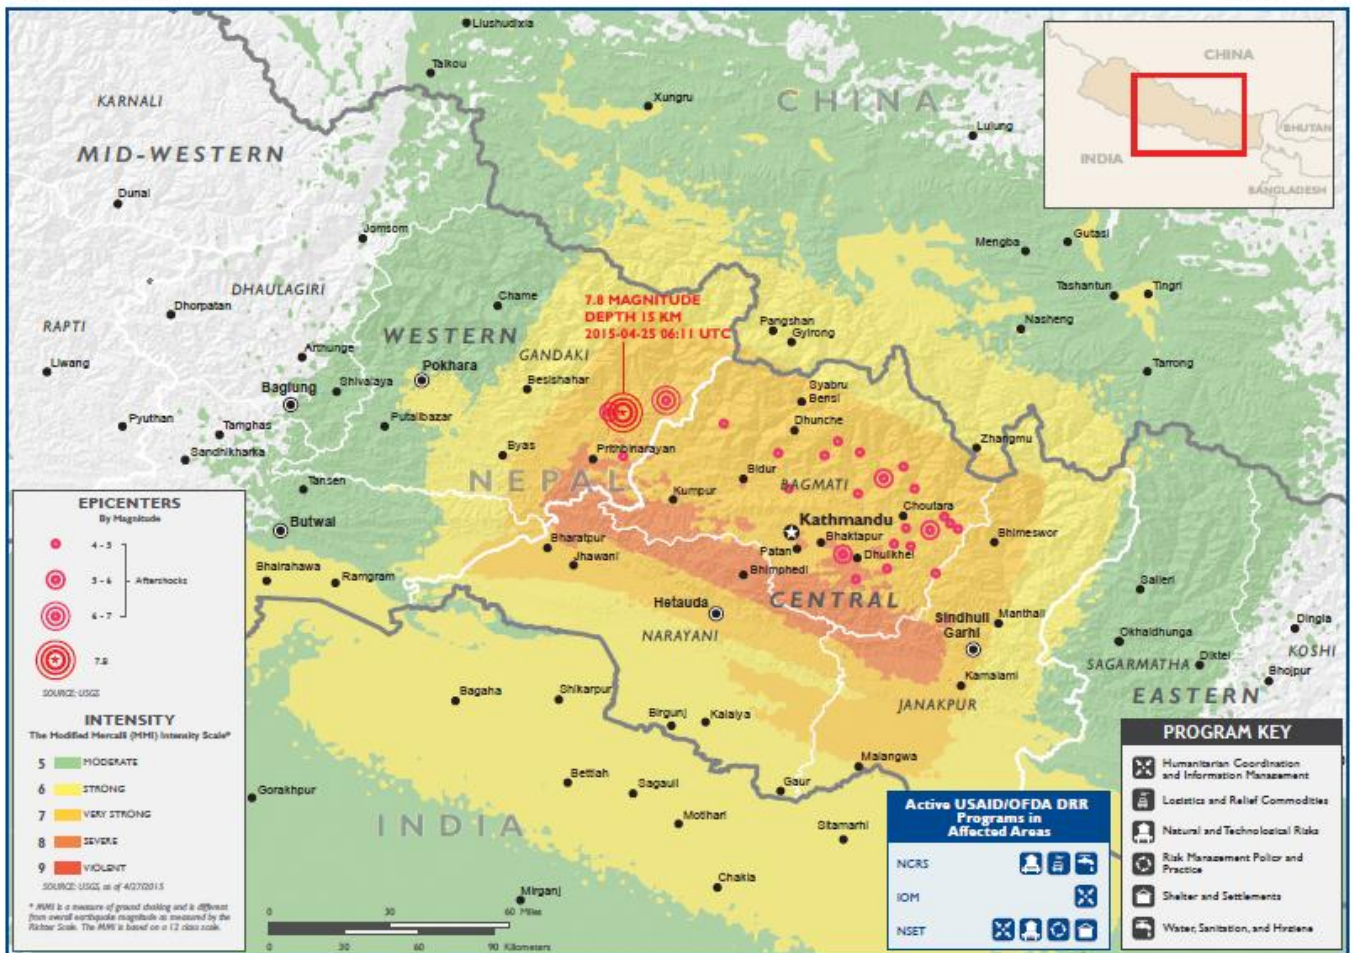 Liushudixia
Taikou
KARNALI
Xungru
CHINA
Lulung
MID-WESTERN
Dunai
Jomsom
Mengba
Gutasi
DHAULAGIRI
Chame
Tashantun
Tingri
Dhorpatan
7.8 MAGNITUDE
DEPTH 15 KM
2015-04-25 06:11 UTC
Pangshan
Gyirong
Nasheng
RAPTI
WESTERN
GANDAKI
Arthunge
Liwang
Pokhara
Tarrong
Baglung
Shivalaya
Besishahar
Syabru
Bensi
Pyuthan
Tamghas
Putalibazar
Dhunche
Sandhikharka
Byas
Prithbinarayan
Zhangmu
NEPAL
Bidur
BAGMATI
Tansen
Kumpur
Choutara
Butwal
Kathmandu
Bhaktapur
Bhimeswor
Bharatpur
Patan
Dhulikhel
Jhawani
Bhairahawa
Ramgram
Bhimphedi
Salleri
Hetauda
CENTRAL
NARAYANI
Sindhuli
Garhi
Manthali
Dingla
Okhaldhunga
KOSHI
SAGARMATHA
Diktel
Bhojpur
Kamalami
EASTERN
Bagaha
Shikarpur
JANAKPUR
Birgunj
Kalaiya
Malangwa
Bettiah
Sagauli
Gaur
Gorakhpur
INDIA
Motihari
Sitamarhi
Chakia
Mirganj
0 30 60 Miles
0 30 60 90 Kilometers
CHINA
INDIA
BHUTAN
BANGLADESH
EPICENTERS
By Magnitude
4 - 5
5 - 6
Aftershocks
6 - 7
7.8
SOURCE: USGS
INTENSITY
The Modified Mercalli (MMI) Intensity Scale*
5 MODERATE
6 STRONG
7 VERY STRONG
8 SEVERE
9 VIOLENT
SOURCE: USGS, as of 4/27/2015
* MMI is a measure of ground shaking and is different
from overall earthquake magnitude as measured by the
Richter Scale. The MMI is based on a 12 class scale.
Active USAID/OFDA DRR
Programs in
Affected Areas
NCRS
IOM
NSET
PROGRAM KEY
Humanitarian Coordination
and Information Management
Logistics and Relief Commodities
Natural and Technological Risks
Risk Management Policy and
Practice
Shelter and Settlements
Water, Sanitation, and Hygiene